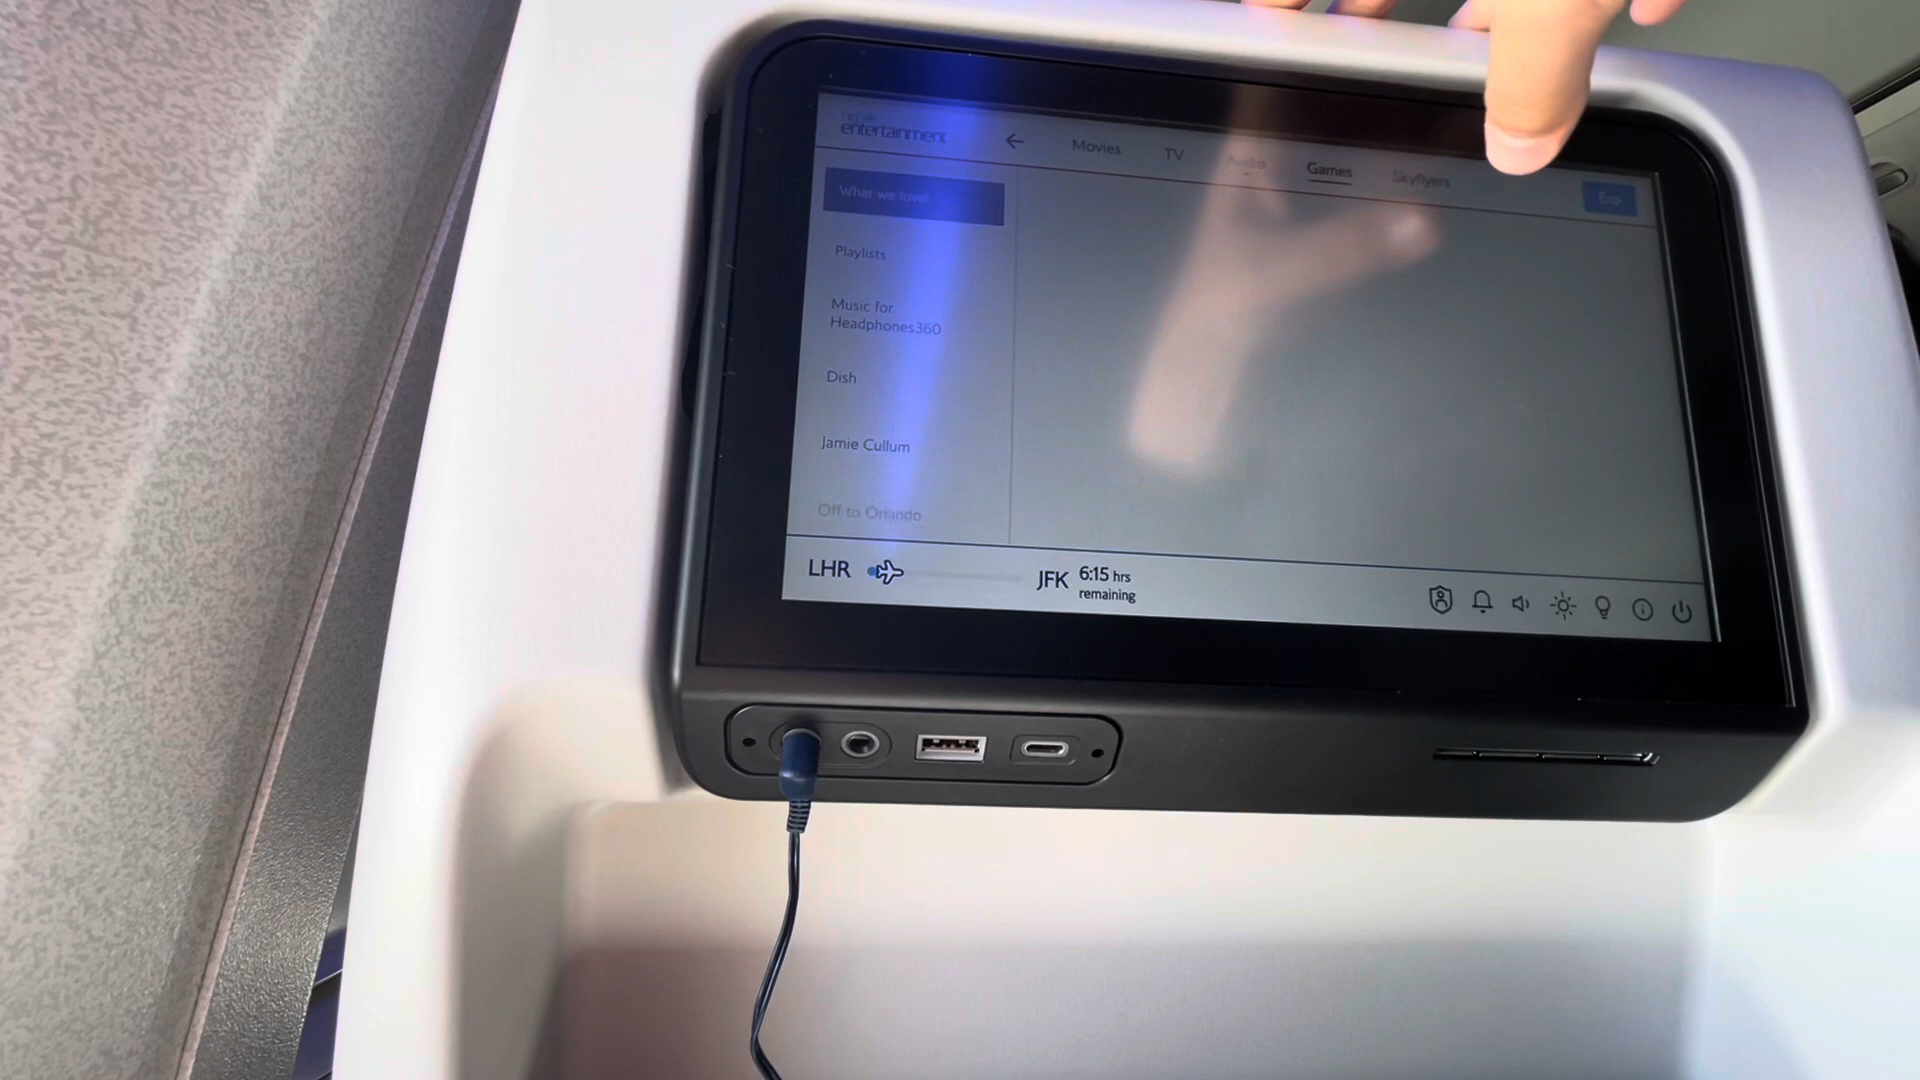 entertainment
Movies
TV
Audio
Games
Skyflyers
Esp
What we love!
Playlists
Music for
Headphones360
Dish
Jamie Cullum
Off to Orlando
LHR
JFK
6:15 hrs
remaining